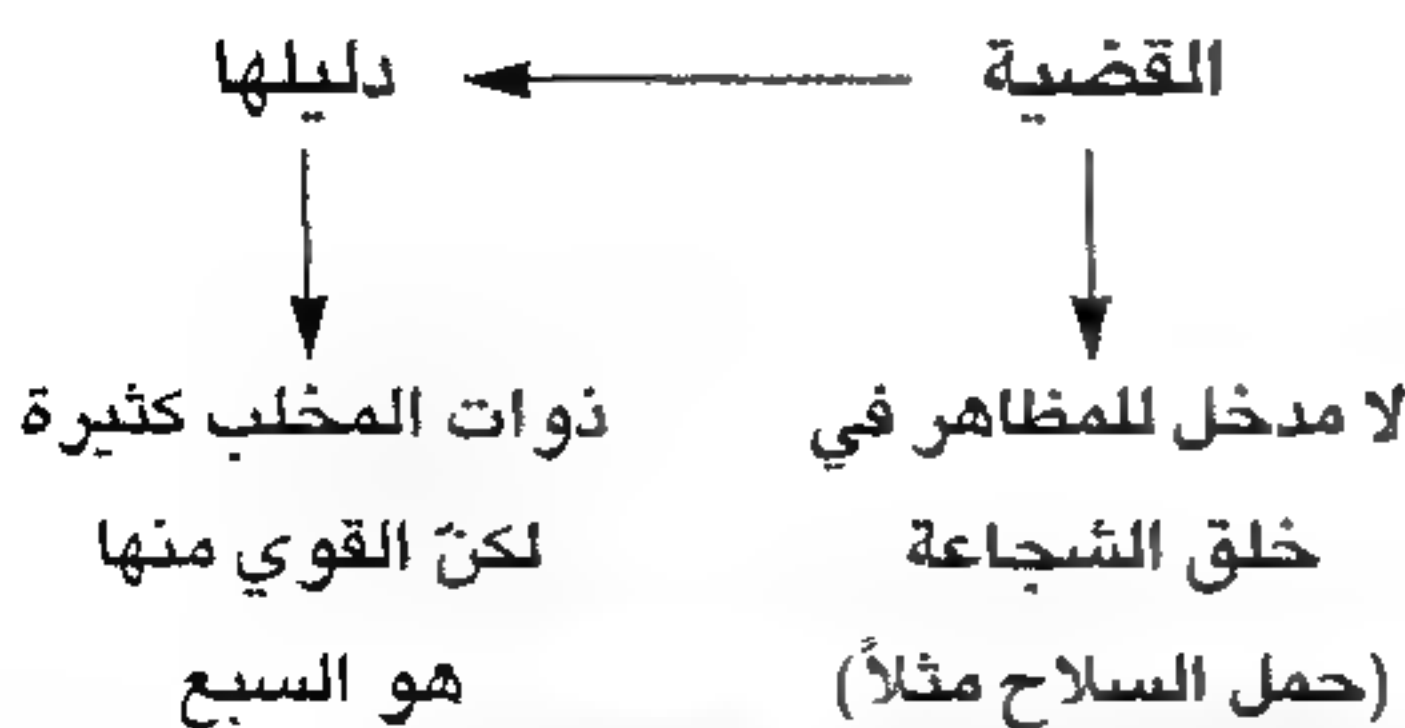 القضية
دليلها
لا مدخل للمظاهر في
خلق الشجاعة
(حمل السلاح مثلاً)
ذوات المخلب كثيرة
لكنّ القوي منها
هو السبع